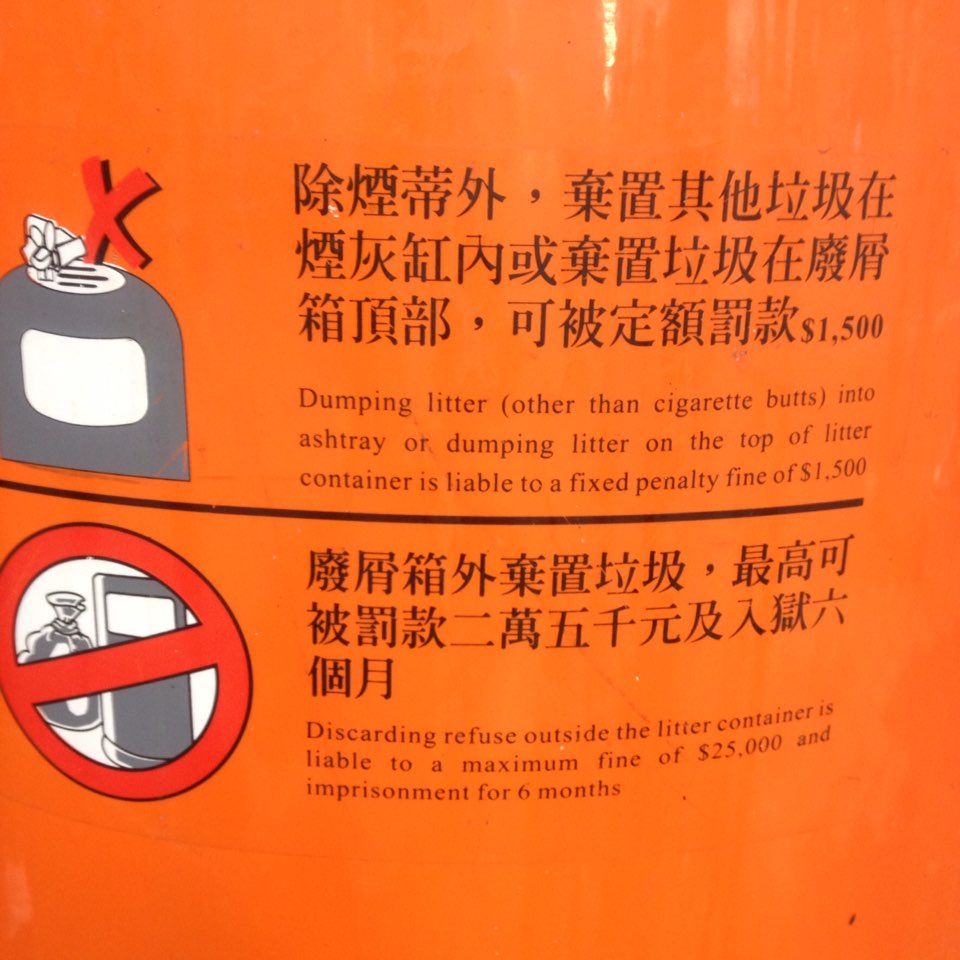 除煙蒂外，棄置其他垃圾在
煙灰缸內或棄置垃圾在廢屑
箱頂部，可被定額罰款$1,500
Dumping litter (other than cigarette butts) into
ashtray or dumping litter on the top of litter
container is liable to a fixed penalty fine of $1,500
廢屑箱外棄置垃圾，最高可
被罰款二萬五千元及入獄六
個月
Discarding refuse outside the litter container is
liable to a maximum fine of $25,000 and
imprisonment for 6 months